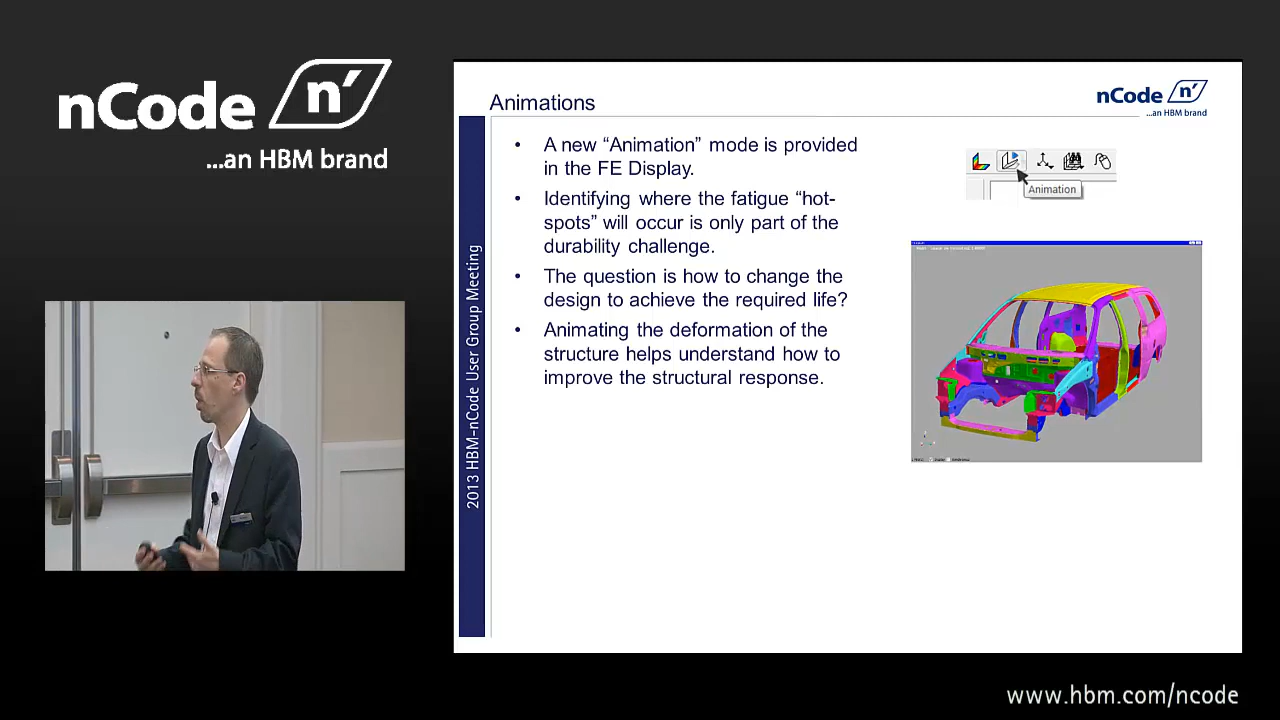 nCode n'
...an HBM brand
Animations
nCode n'
...an HBM brand
2013 HBM-nCode User Group Meeting
• A new “Animation” mode is provided
in the FE Display.
• Identifying where the fatigue “hot-
spots” will occur is only part of the
durability challenge.
• The question is how to change the
design to achieve the required life?
• Animating the deformation of the
structure helps understand how to
improve the structural response.
Animation
www.hbm.com/ncode